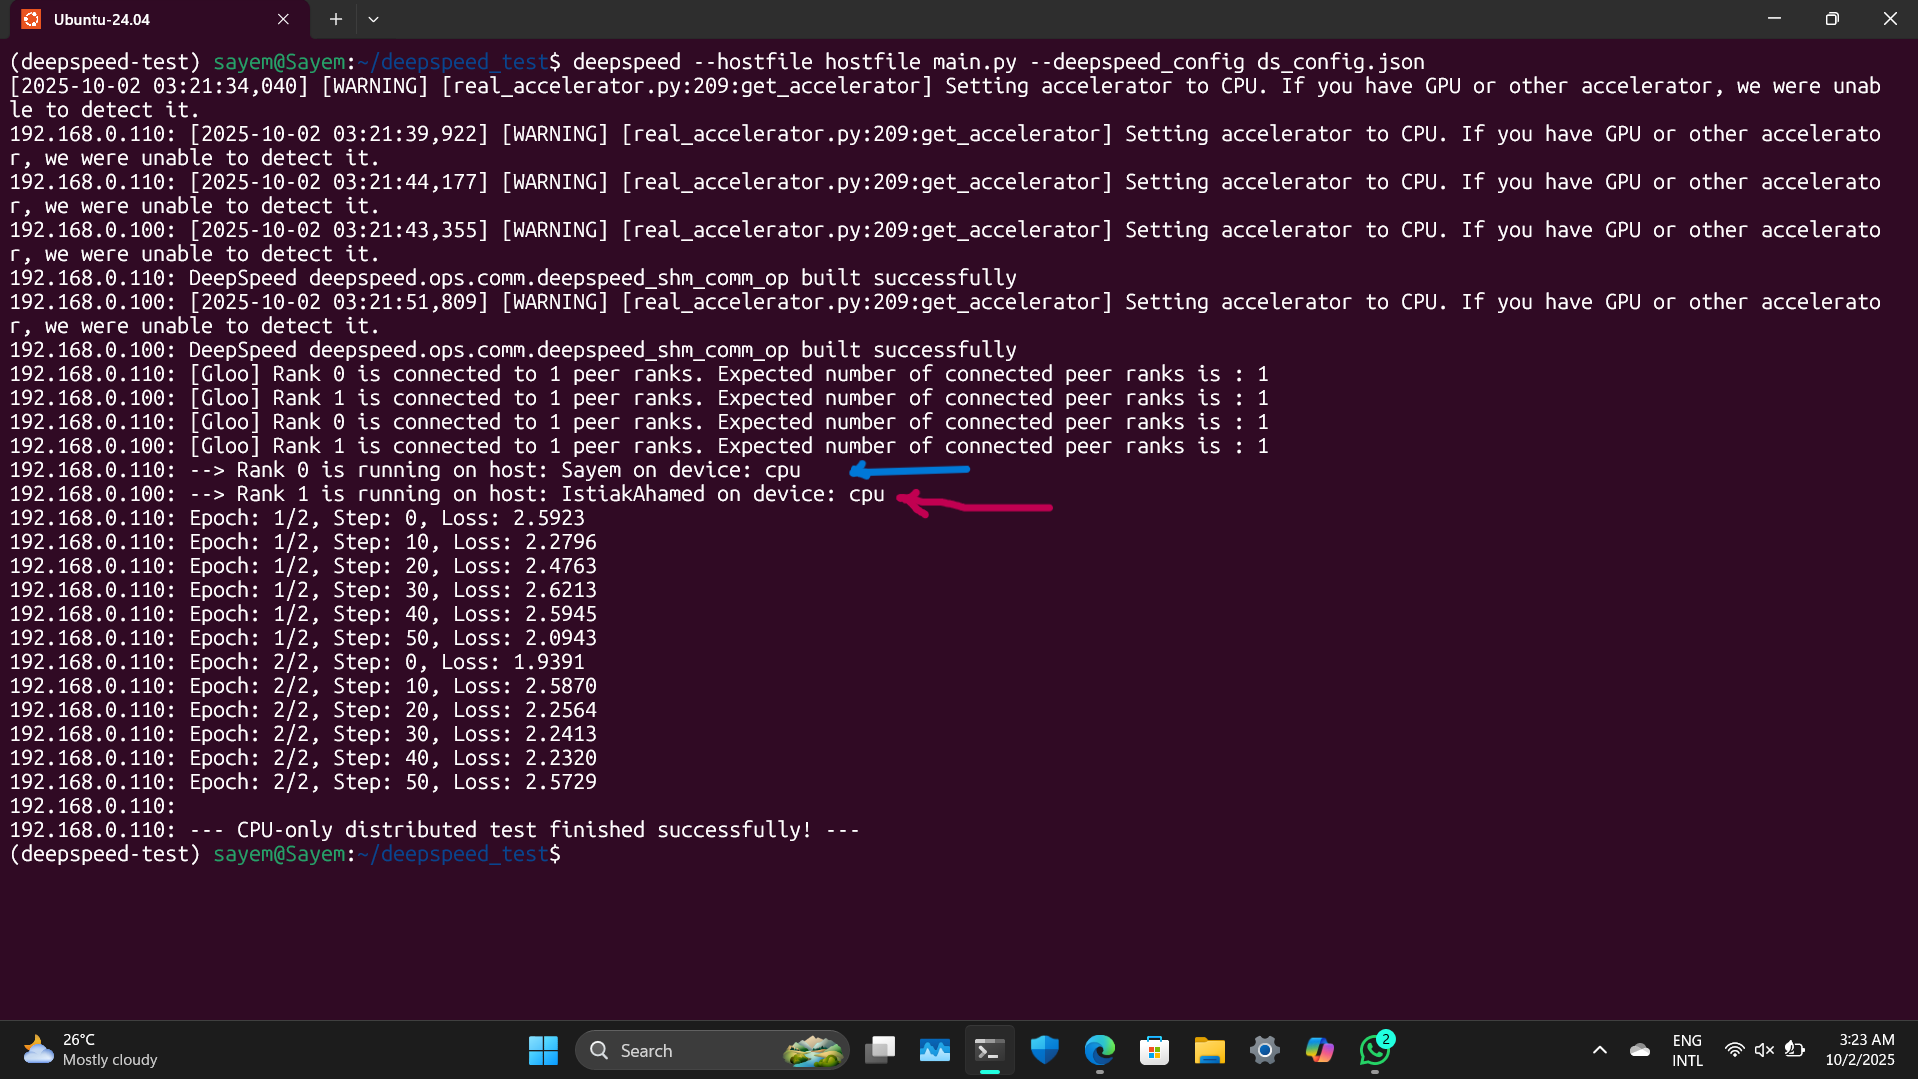 Ubuntu-24.04
(deepspeed-test) sayem@Sayem:~/deepspeed_test$ deepspeed --hostfile hostfile main.py --deepspeed_config ds_config.json
[2025-10-02 03:21:34,040] [WARNING] [real_accelerator.py:209:get_accelerator] Setting accelerator to CPU. If you have GPU or other accelerator, we were unab
le to detect it.
192.168.0.110: [2025-10-02 03:21:39,922] [WARNING] [real_accelerator.py:209:get_accelerator] Setting accelerator to CPU. If you have GPU or other accelerato
r, we were unable to detect it.
192.168.0.110: [2025-10-02 03:21:44,177] [WARNING] [real_accelerator.py:209:get_accelerator] Setting accelerator to CPU. If you have GPU or other accelerato
r, we were unable to detect it.
192.168.0.100: [2025-10-02 03:21:43,355] [WARNING] [real_accelerator.py:209:get_accelerator] Setting accelerator to CPU. If you have GPU or other accelerato
r, we were unable to detect it.
192.168.0.110: DeepSpeed deepspeed.ops.comm.deepspeed_shm_comm_op built successfully
192.168.0.100: [2025-10-02 03:21:51,809] [WARNING] [real_accelerator.py:209:get_accelerator] Setting accelerator to CPU. If you have GPU or other accelerato
r, we were unable to detect it.
192.168.0.100: DeepSpeed deepspeed.ops.comm.deepspeed_shm_comm_op built successfully
192.168.0.110: [Gloo] Rank 0 is connected to 1 peer ranks. Expected number of connected peer ranks is : 1
192.168.0.100: [Gloo] Rank 1 is connected to 1 peer ranks. Expected number of connected peer ranks is : 1
192.168.0.110: [Gloo] Rank 0 is connected to 1 peer ranks. Expected number of connected peer ranks is : 1
192.168.0.100: [Gloo] Rank 1 is connected to 1 peer ranks. Expected number of connected peer ranks is : 1
192.168.0.110: --> Rank 0 is running on host: Sayem on device: cpu
192.168.0.100: --> Rank 1 is running on host: IstiakAhamed on device: cpu
192.168.0.110: Epoch: 1/2, Step: 0, Loss: 2.5923
192.168.0.110: Epoch: 1/2, Step: 10, Loss: 2.2796
192.168.0.110: Epoch: 1/2, Step: 20, Loss: 2.4763
192.168.0.110: Epoch: 1/2, Step: 30, Loss: 2.6213
192.168.0.110: Epoch: 1/2, Step: 40, Loss: 2.5945
192.168.0.110: Epoch: 1/2, Step: 50, Loss: 2.0943
192.168.0.110: Epoch: 2/2, Step: 0, Loss: 1.9391
192.168.0.110: Epoch: 2/2, Step: 10, Loss: 2.5870
192.168.0.110: Epoch: 2/2, Step: 20, Loss: 2.2564
192.168.0.110: Epoch: 2/2, Step: 30, Loss: 2.2413
192.168.0.110: Epoch: 2/2, Step: 40, Loss: 2.2320
192.168.0.110: Epoch: 2/2, Step: 50, Loss: 2.5729
192.168.0.110:
192.168.0.110: --- CPU-only distributed test finished successfully! ---
(deepspeed-test) sayem@Sayem:~/deepspeed_test$
26°C
Mostly cloudy
Search
2
ENG
INTL
3:23 AM
10/2/2025